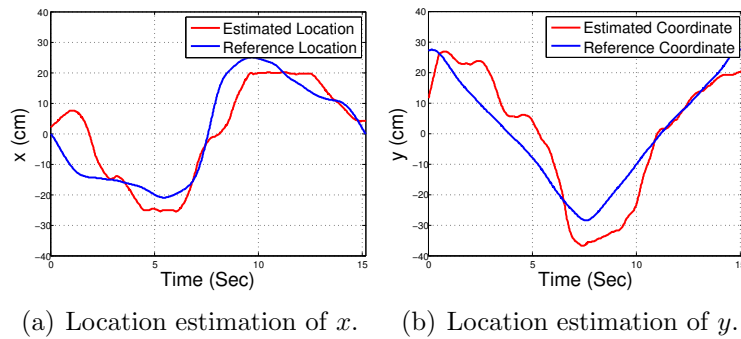 Estimated Location
Reference Location
40
30
20
10
0
−10
−20
−30
−40
x (cm)
0
5
10
15
Time (Sec)
(a) Location estimation of x.
Estimated Coordinate
Reference Coordinate
40
30
20
10
0
−10
−20
−30
−40
y (cm)
0
5
10
15
Time (Sec)
(b) Location estimation of y.